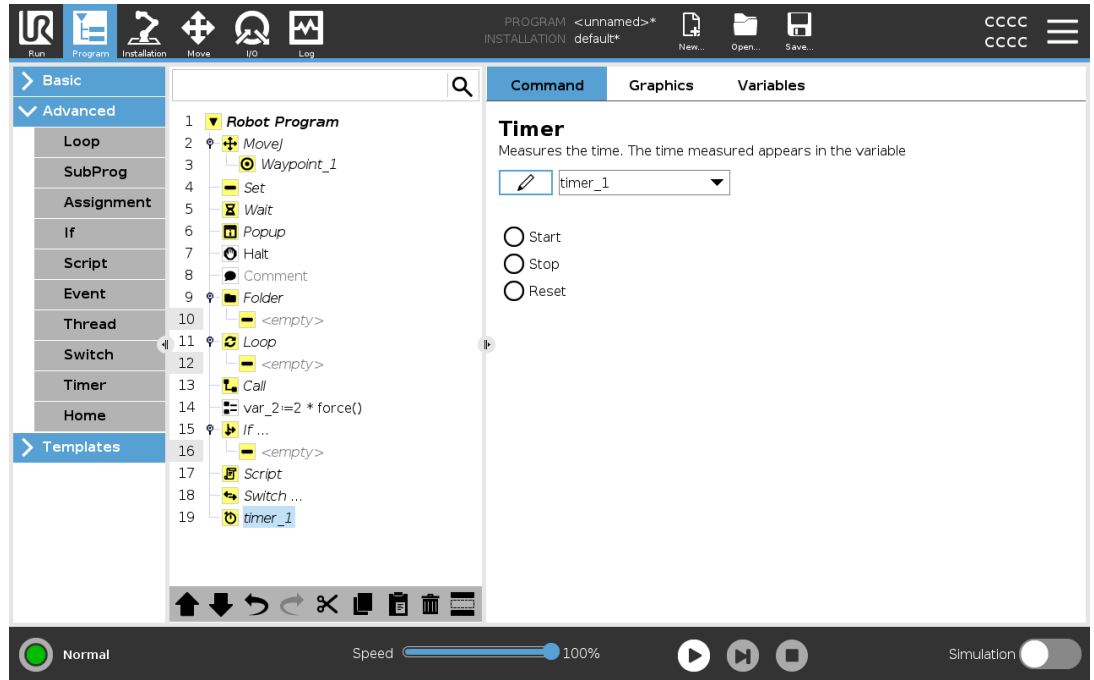 PROGRAM <unnamed>*
INSTALLATION default*
CCCC
CCCC
Run Program Installation Move I/O Log New... Open... Save...
Basic
Advanced
Loop
SubProg
Assignment
If
Script
Event
Thread
Switch
Timer
Home
Templates
1 Robot Program
2 MoveJ
3 Waypoint_1
4 Set
5 Wait
6 Popup
7 Halt
8 Comment
9 Folder
10 <empty>
11 Loop
12 <empty>
13 Call
14 var_2:=2 * force()
15 If ...
16 <empty>
17 Script
18 Switch ...
19 timer_1
Command Graphics Variables
Timer
Measures the time. The time measured appears in the variable
timer_1
Start
Stop
Reset
Normal Speed 100% Simulation